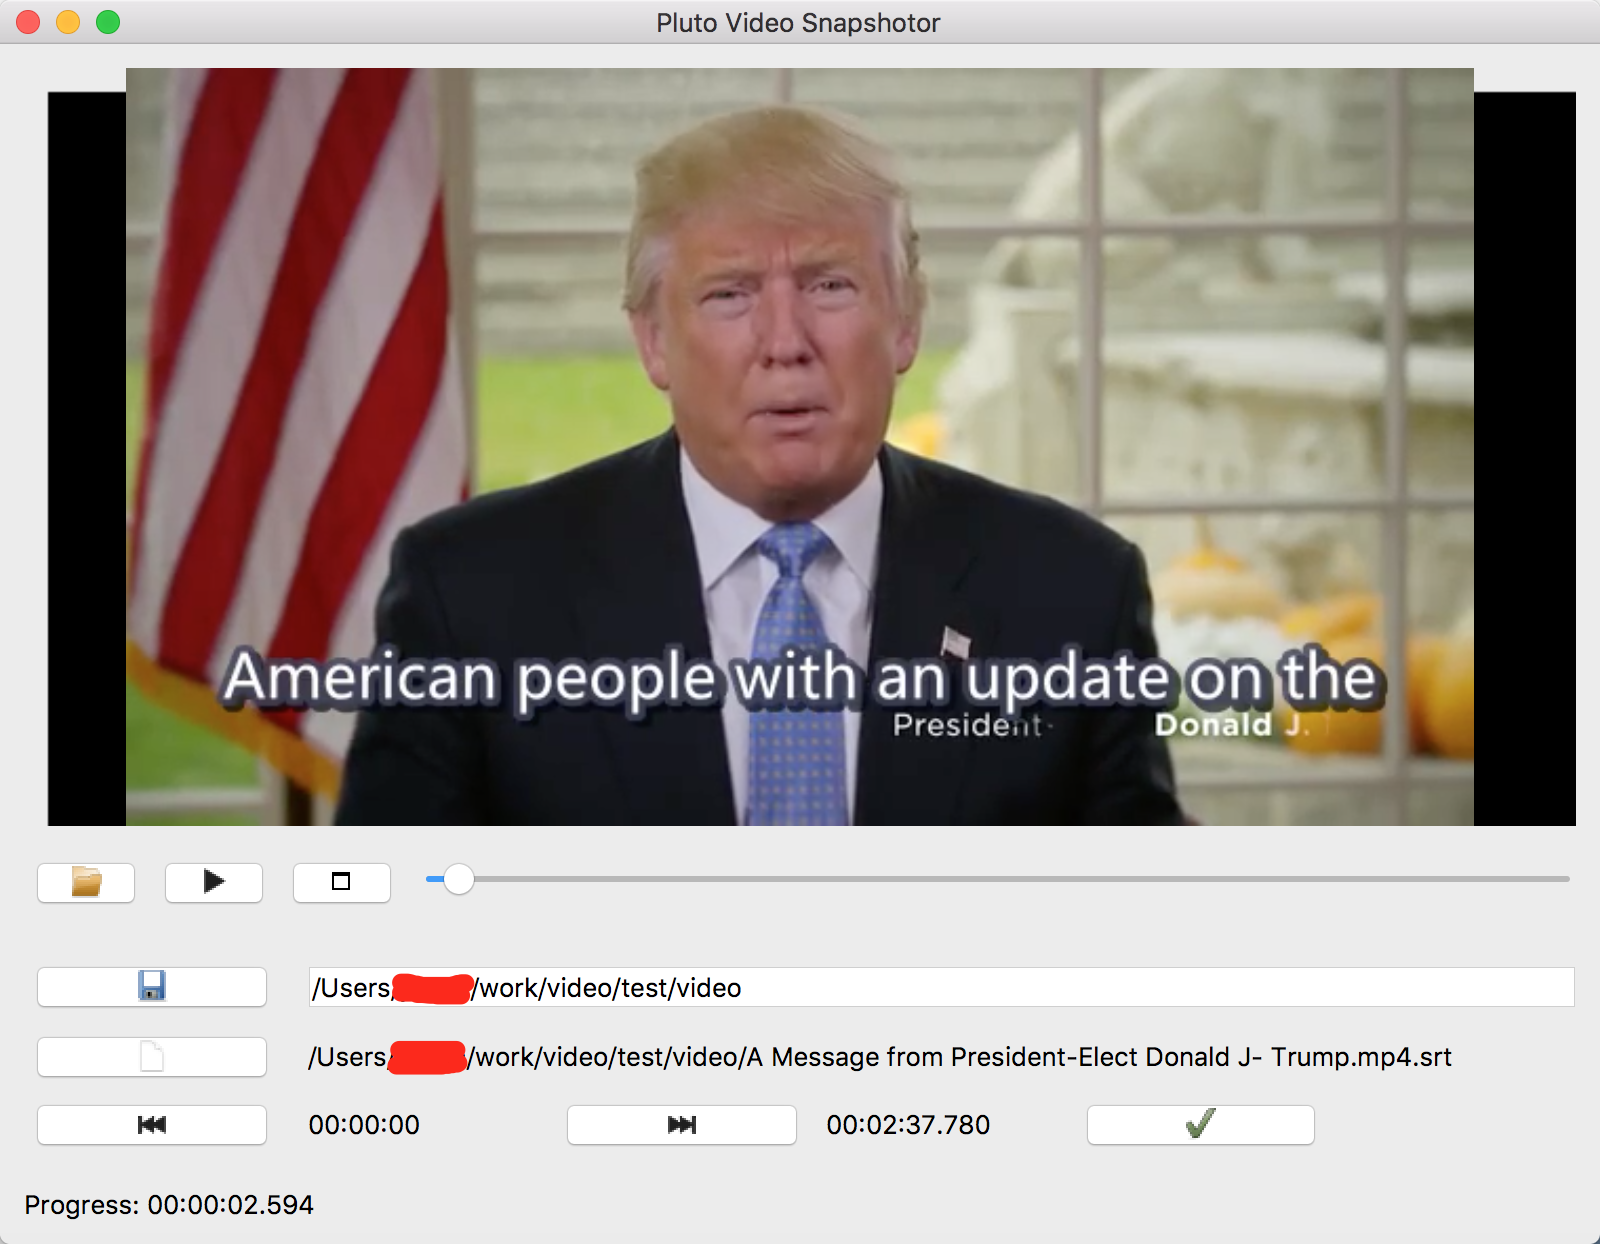 Pluto Video Snapshotor
American people with an update on the
President- Donald J.
/Users/ /work/video/test/video
/Users/ /work/video/test/video/A Message from President-Elect Donald J- Trump.mp4.srt
00:00:00 00:02:37.780
Progress: 00:00:02.594